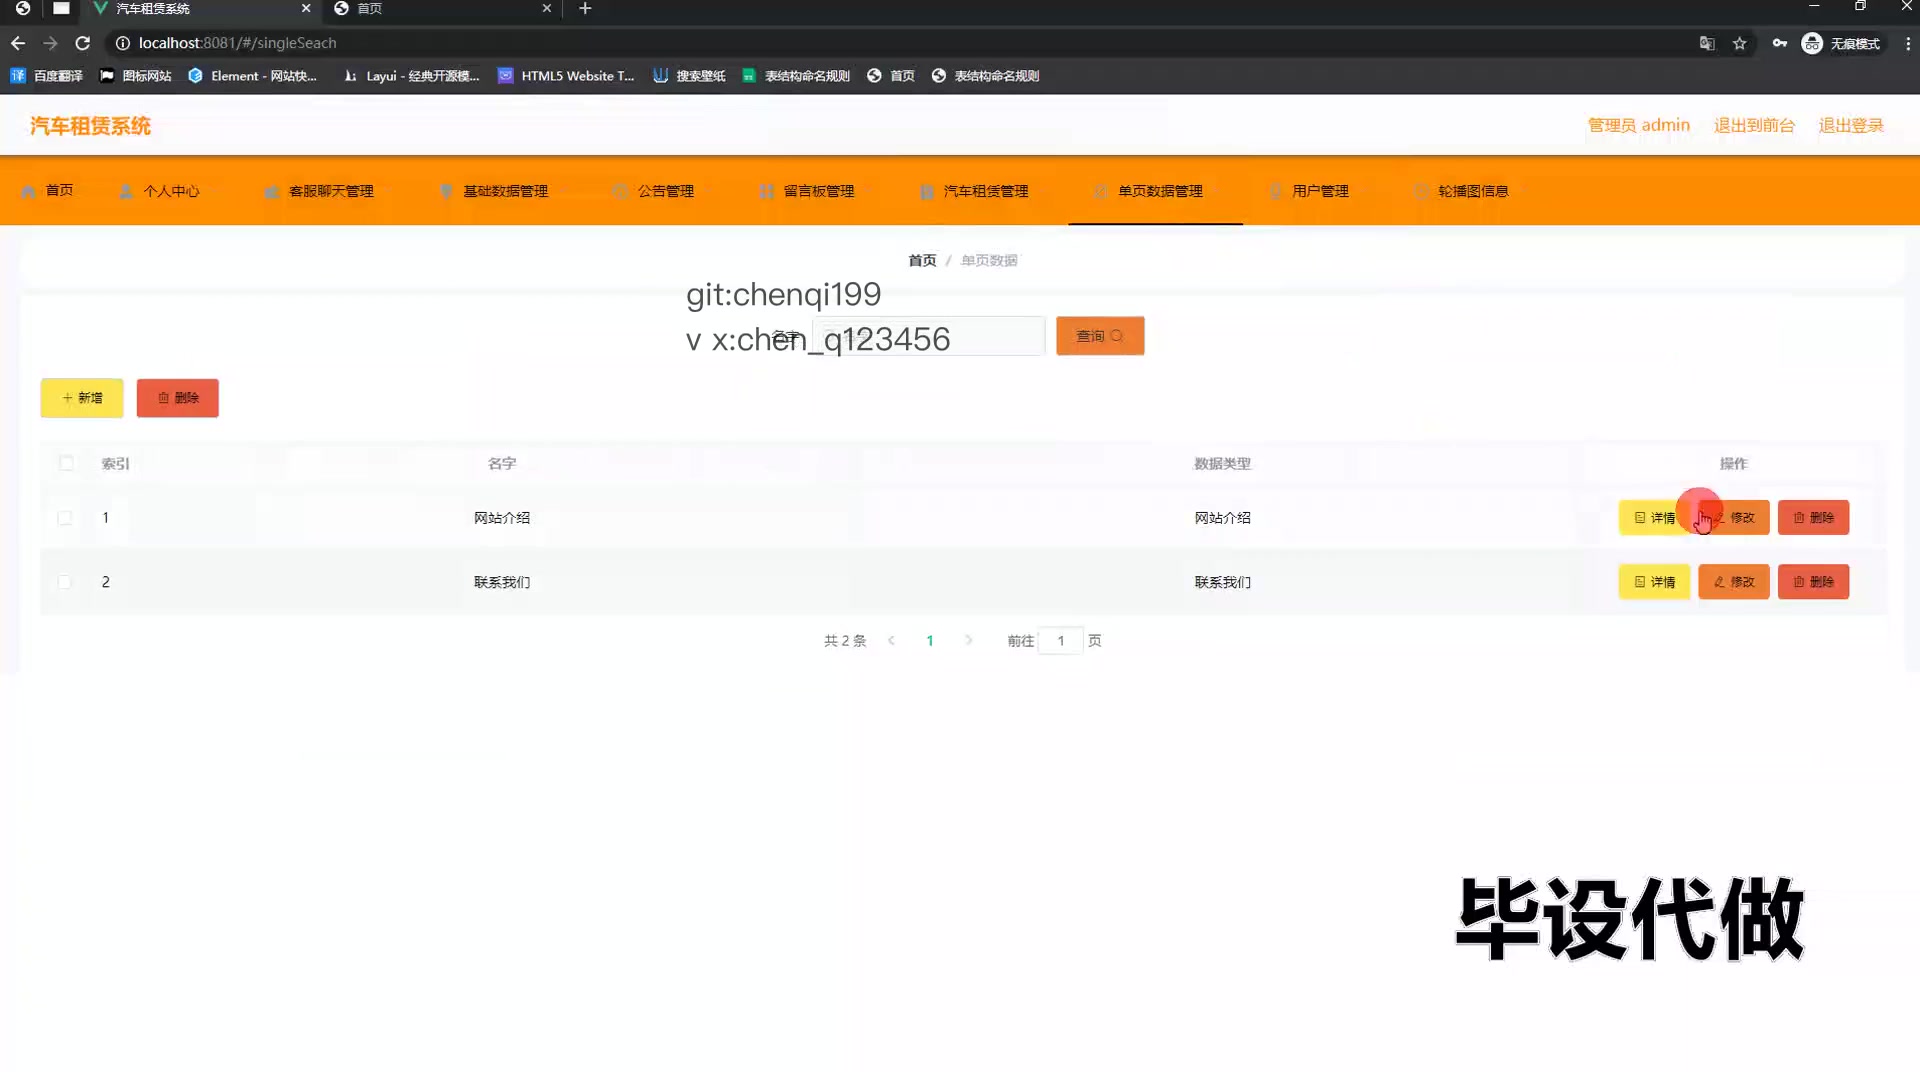 汽车租赁系统
首页
localhost:8081/#/singleSeach
无痕模式
译 百度翻译
图标网站
Element - 网站快...
Layui - 经典开源模...
HTML5 Website T...
搜索壁纸
表结构命名规则
首页
表结构命名规则
汽车租赁系统
管理员 admin
退出到前台
退出登录
首页
个人中心
客服聊天管理
基础数据管理
公告管理
留言板管理
汽车租赁管理
单页数据管理
用户管理
轮播图信息
首页 / 单页数据
git:chenqi199
v x:chen_q123456
查询
新增
删除
索引 名字 数据类型 操作
1 网站介绍 网站介绍 详情 修改 删除
2 联系我们 联系我们 详情 修改 删除
共 2 条 < 1 > 前往 1 页
毕设代做